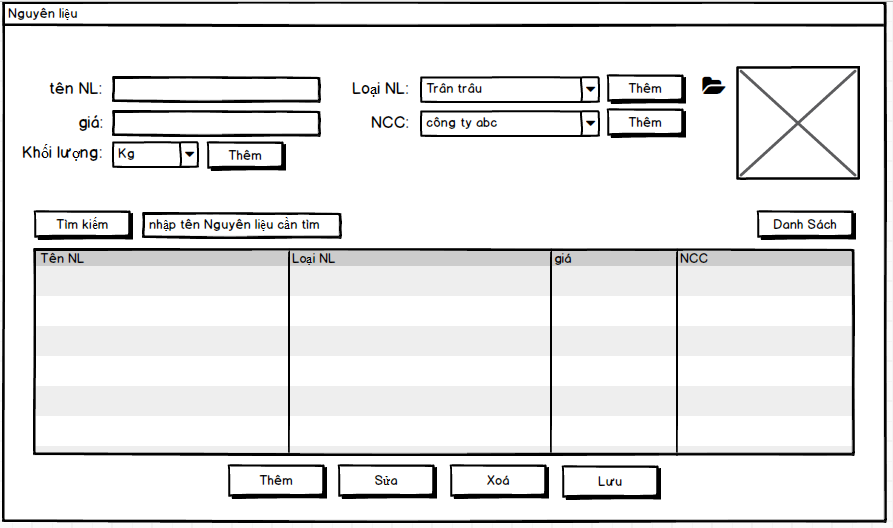 Nguyên liệu
tên NL:
Loại NL: Trân trâu Thêm
giá:
NCC: công ty abc Thêm
Khối lượng: Kg Thêm
Tìm kiếm nhập tên Nguyên liệu cần tìm Danh Sách
Tên NL Loại NL giá NCC
Thêm Sửa Xoá Lưu